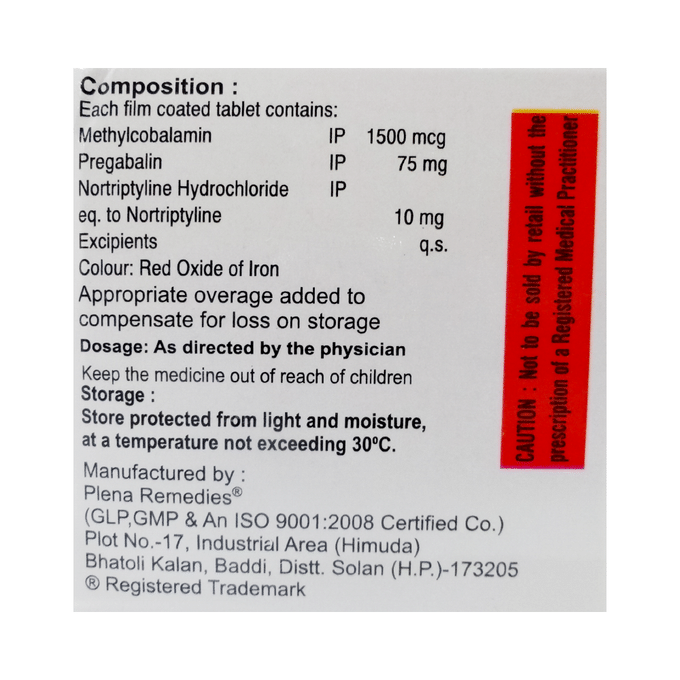 Composition :
Each film coated tablet contains:
Methylcobalamin IP 1500 mcg
Pregabalin IP 75 mg
Nortriptyline Hydrochloride IP
eq. to Nortriptyline 10 mg
Excipients q.s.
Colour: Red Oxide of Iron
Appropriate overage added to
compensate for loss on storage
Dosage: As directed by the physician
Keep the medicine out of reach of children
Storage :
Store protected from light and moisture,
at a temperature not exceeding 30ºC.
Manufactured by :
Plena Remedies®
(GLP,GMP & An ISO 9001:2008 Certified Co.)
Plot No.-17, Industrial Area (Himuda)
Bhatoli Kalan, Baddi, Distt. Solan (H.P.)-173205
® Registered Trademark
CAUTION : Not to be sold by retail without the
prescription of a Registered Medical Practitioner